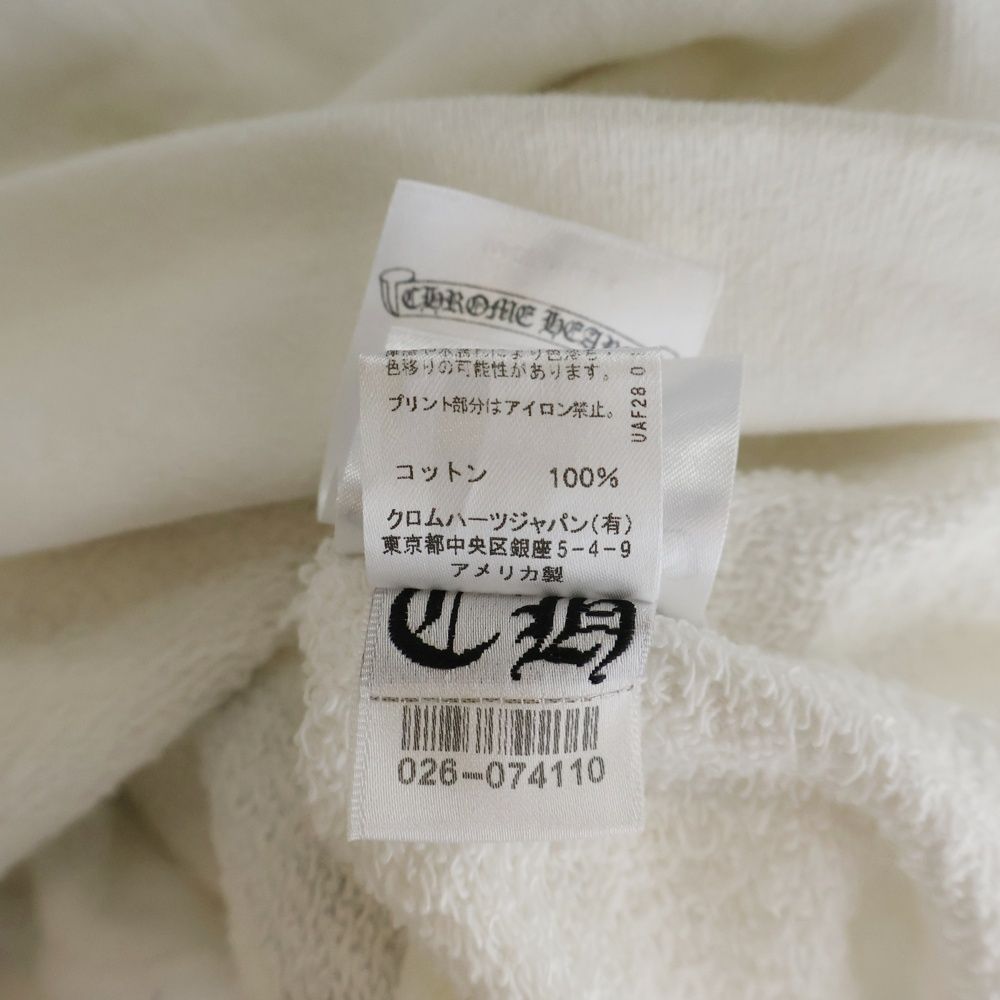 CHROME HEA
色移りの可能性があります。
プリント部分はアイロン禁止。
UAF28 0
コットン 100%
クロムハーツジャパン(有)
東京都中央区銀座5-4-9
アメリカ製
CH
026-074110